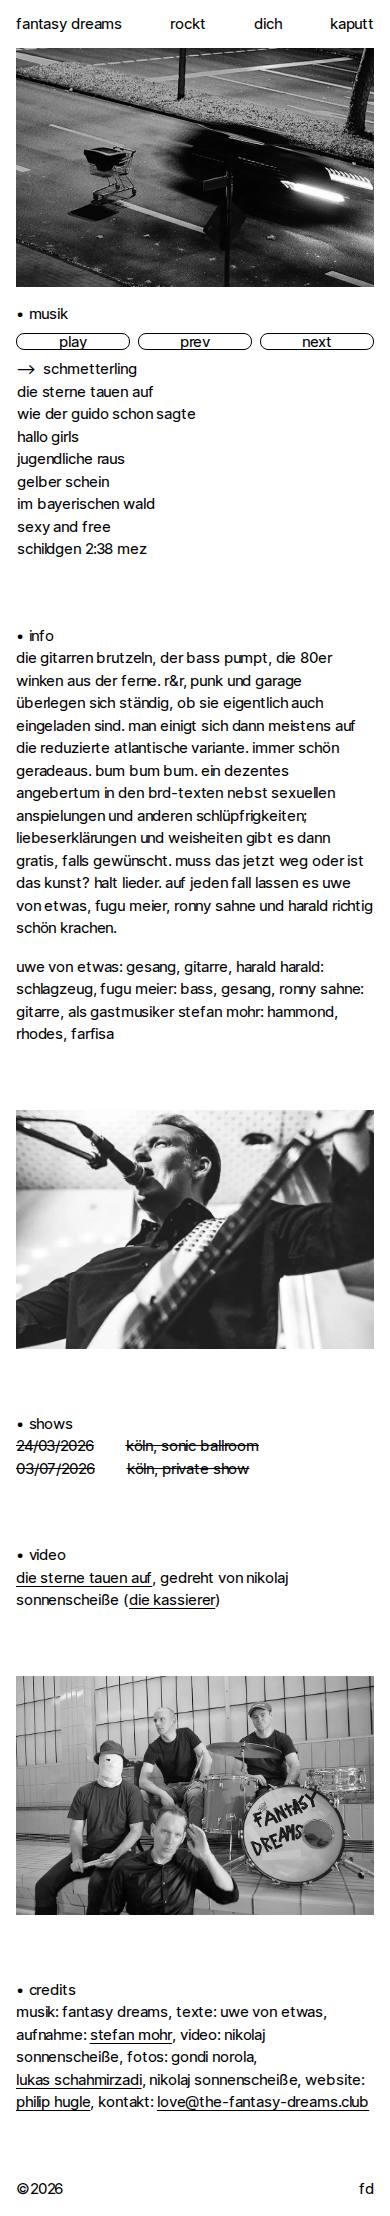 fantasy dreams rockt dich kaputt
• musik
play prev next
⟶ schmetterling
die sterne tauen auf
wie der guido schon sagte
hallo girls
jugendliche raus
gelber schein
im bayerischen wald
sexy and free
schildgen 2:38 mez
• info
die gitarren brutzeln, der bass pumpt, die 80er
winken aus der ferne. r&r, punk und garage
überlegen sich ständig, ob sie eigentlich auch
eingeladen sind. man einigt sich dann meistens auf
die reduzierte atlantische variante. immer schön
geradeaus. bum bum bum. ein dezentes
angebertum in den brd-texten nebst sexuellen
anspielungen und anderen schlüpfrigkeiten;
liebeserklärungen und weisheiten gibt es dann
gratis, falls gewünscht. muss das jetzt weg oder ist
das kunst? halt lieder. auf jeden fall lassen es uwe
von etwas, fugu meier, ronny sahne und harald richtig
schön krachen.
uwe von etwas: gesang, gitarre, harald harald:
schlagzeug, fugu meier: bass, gesang, ronny sahne:
gitarre, als gastmusiker stefan mohr: hammond,
rhodes, farfisa
• shows
24/03/2026 köln, sonic ballroom
03/07/2026 köln, private show
• video
die sterne tauen auf, gedreht von nikolaj
sonnenscheiße (die kassierer)
FANTASY
DREAMS
• credits
musik: fantasy dreams, texte: uwe von etwas,
aufnahme: stefan mohr, video: nikolaj
sonnenscheiße, fotos: gondi norola,
lukas schahmirzadi, nikolaj sonnenscheiße, website:
philip hugle, kontakt: love@the-fantasy-dreams.club
©2026 fd